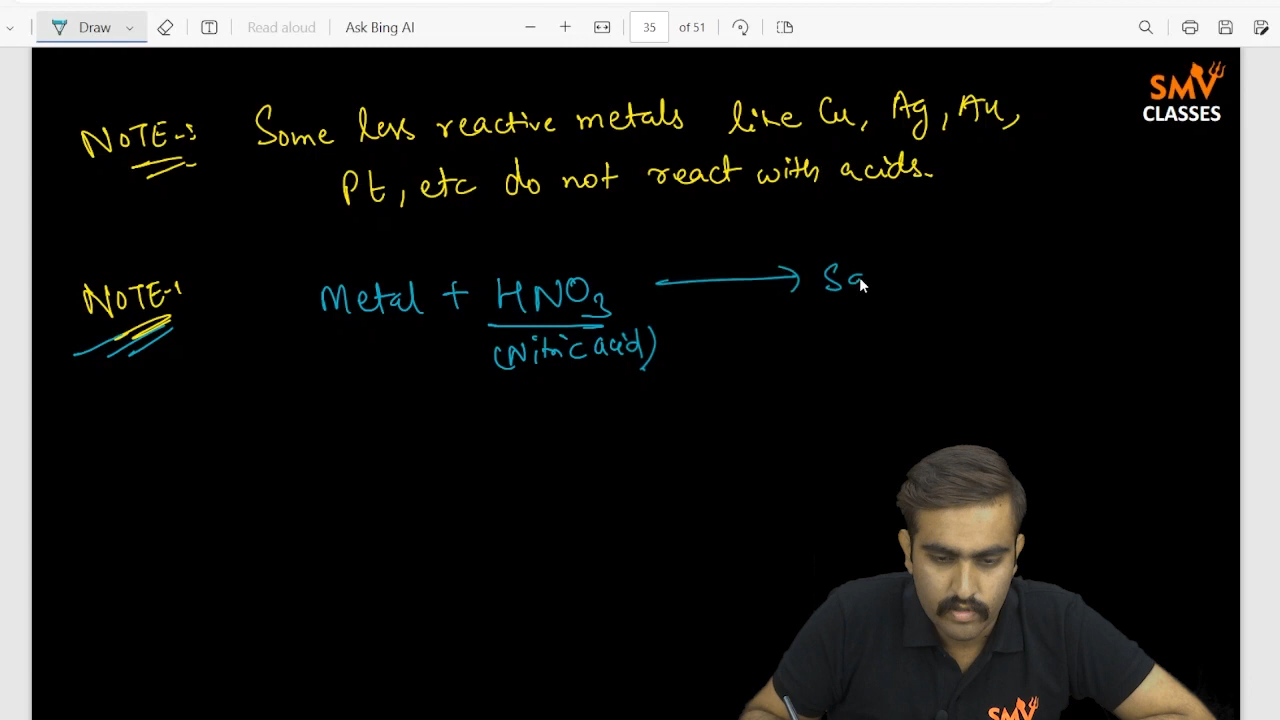 Draw
Read aloud
Ask Bing AI
35 of 51
SMV
CLASSES
NOTE-:
Some less reactive metals like Cu, Ag, Au,
Pt, etc do not react with acids.
NOTE-!
Metal + HNO3 → Sa
(Nitric acid)
SMV